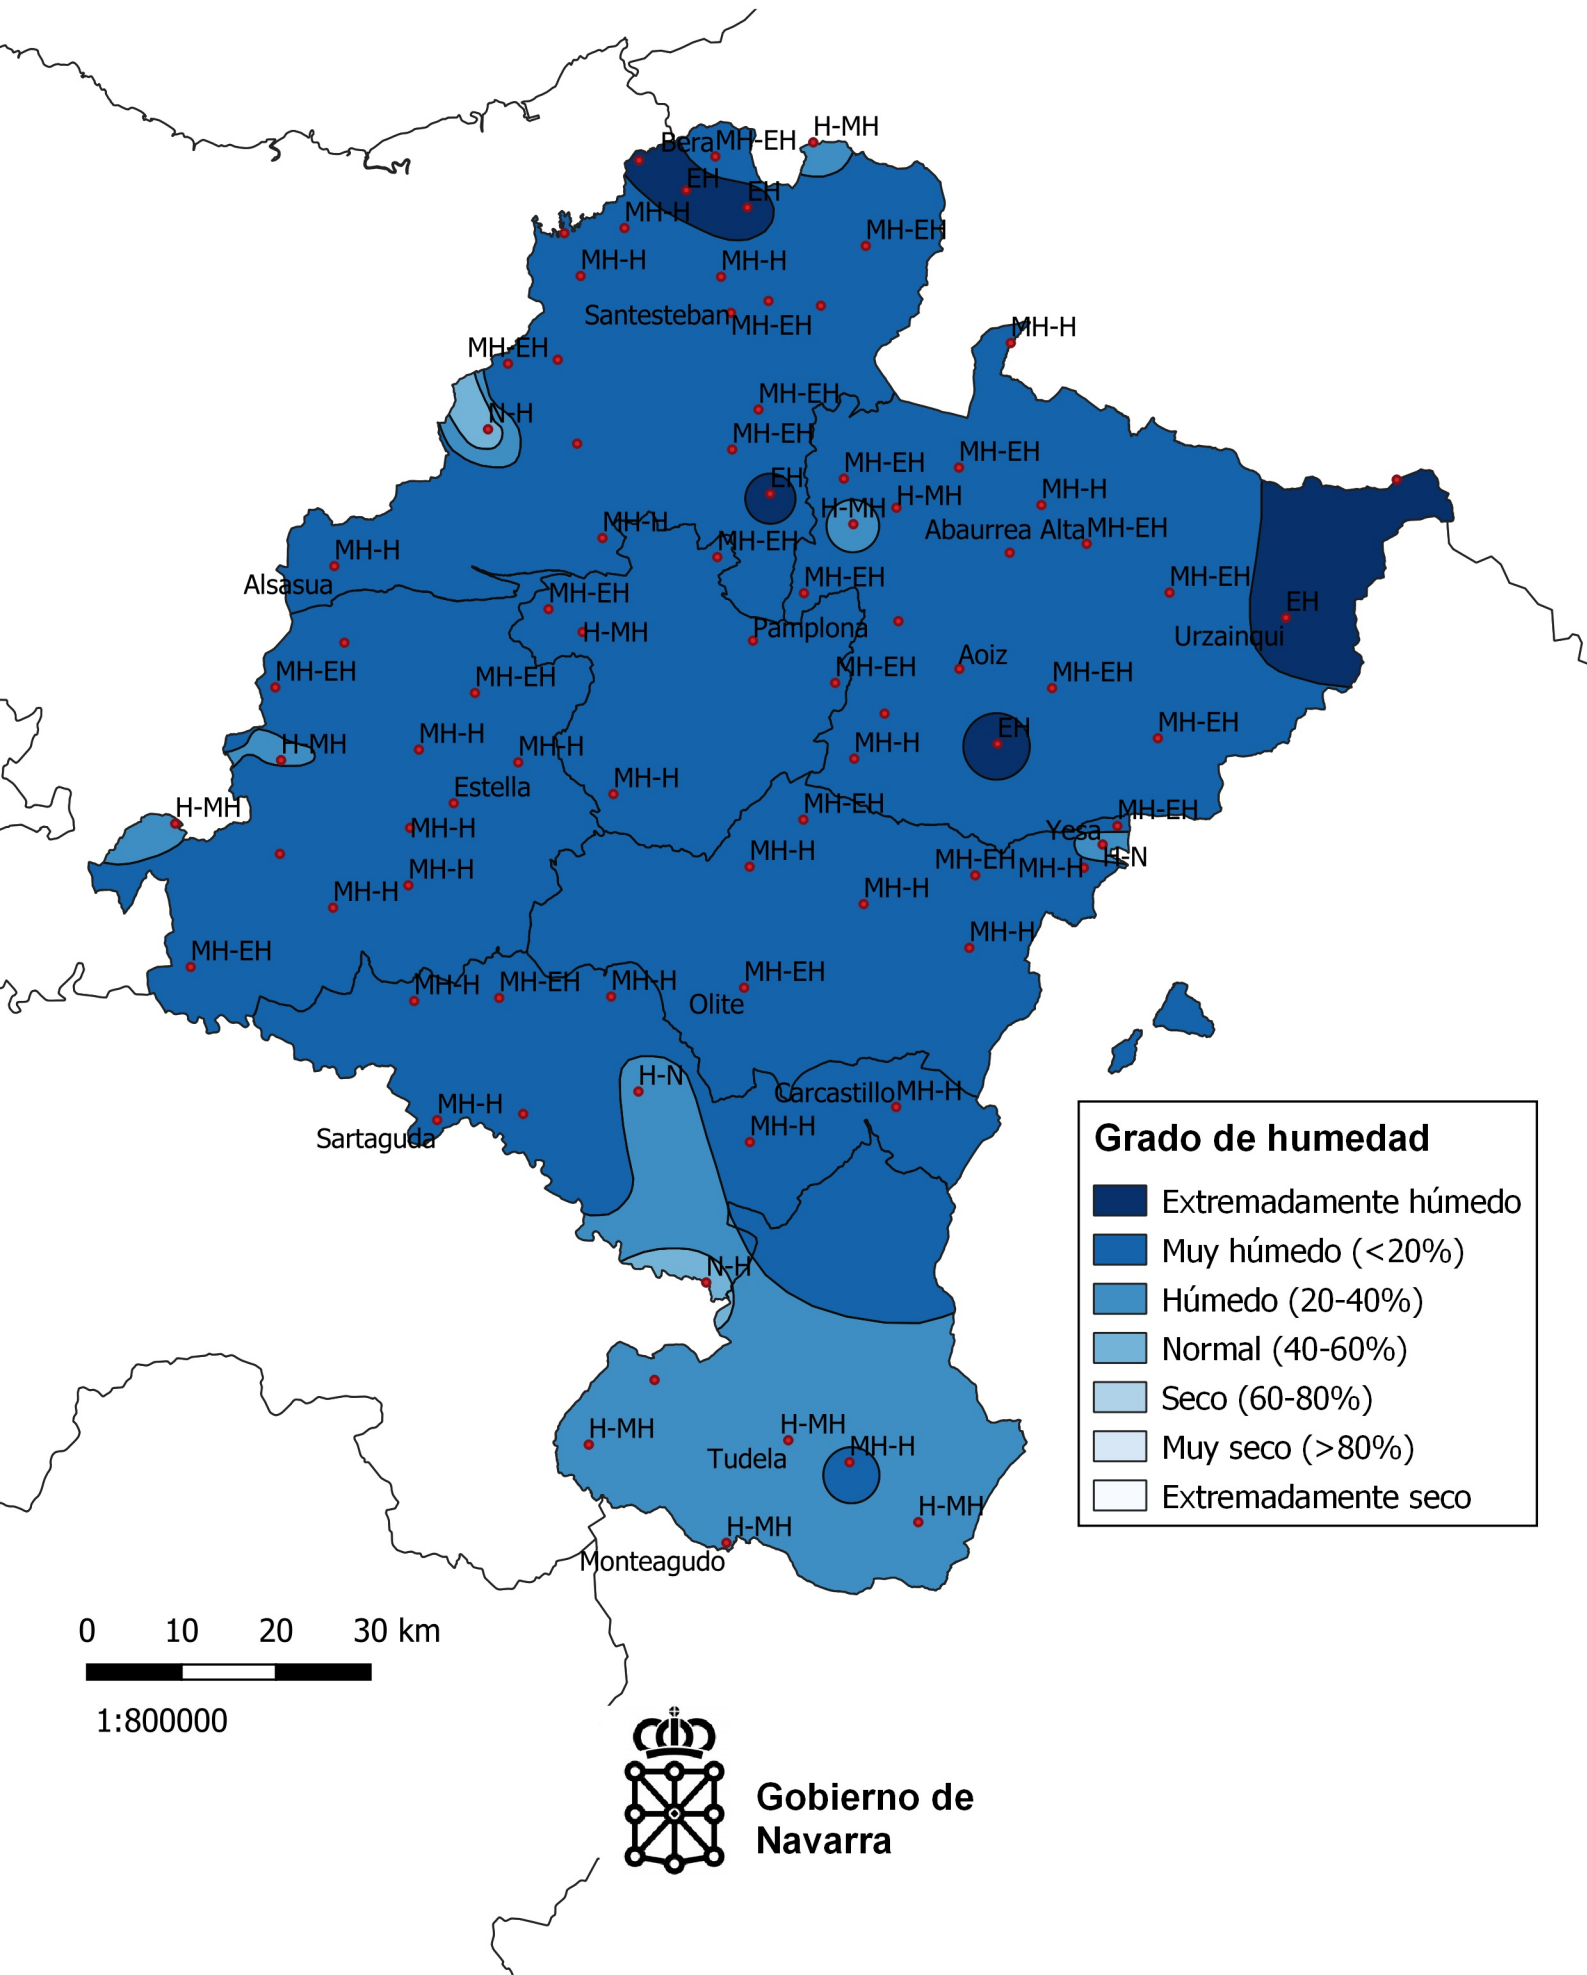 H-MH
Bera
MH-EH
EH
EH
MH-H
MH-EH
MH-H
MH-H
Santesteban
MH-EH
MH-H
MH-EH
MH-EH
N-H
MH-EH
MH-EH
MH-EH
EH
MH-EH
H-MH
H-MH
MH-H
MH-H
Abaurrea Alta
MH-EH
MH-EH
MH-H
Alsasua
MH-EH
MH-EH
MH-EH
EH
H-MH
Pamplona
Urzainqui
Aoiz
MH-EH
MH-EH
MH-EH
MH-EH
MH-EH
EH
MH-H
MH-H
H-MH
MH-H
MH-H
Estella
H-MH
MH-EH
MH-EH
MH-H
Yesa
MH-H
MH-EH
MH-H
H-N
MH-H
MH-H
MH-H
MH-H
MH-EH
MH-H
MH-EH
MH-H
MH-EH
Olite
H-N
Carcastillo
MH-H
MH-H
MH-H
Sartaguda
N-H
H-MH
H-MH
Tudela
MH-H
H-MH
H-MH
Monteagudo
Grado de humedad
Extremadamente húmedo
Muy húmedo (<20%)
Húmedo (20-40%)
Normal (40-60%)
Seco (60-80%)
Muy seco (>80%)
Extremadamente seco
0 10 20 30 km
1:800000
Gobierno de
Navarra